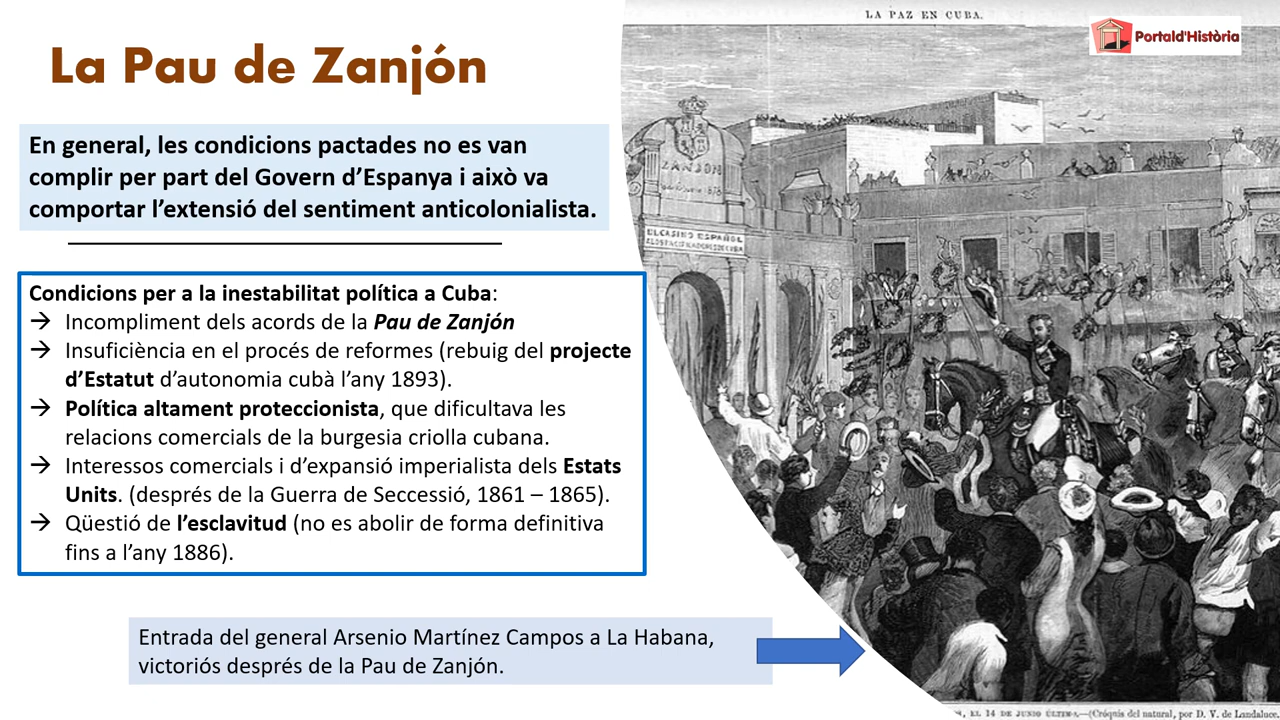 LA PAZ EN CUBA.
Portald'Història
La Pau de Zanjón
En general, les condicions pactades no es van
complir per part del Govern d'Espanya i això va
comportar l'extensió del sentiment anticolonialista.
Condicions per a la inestabilitat política a Cuba:
→ Incompliment dels acords de la Pau de Zanjón
→ Insuficiència en el procés de reformes (rebuig del projecte
d'Estatut d'autonomia cubà l'any 1893).
→ Política altament proteccionista, que dificultava les
relacions comercials de la burgesia criolla cubana.
→ Interessos comercials i d'expansió imperialista dels Estats
Units. (després de la Guerra de Seccessió, 1861 – 1865).
→ Qüestió de l'esclavitud (no es abolir de forma definitiva
fins a l'any 1886).
Entrada del general Arsenio Martínez Campos a La Habana,
victoriós després de la Pau de Zanjón.
ZANJON
EL CASINO ESPAÑOL
EL 14 DE JUNIO ÚLTIMO.—(Cróquis del natural, por D. V. de Landaluce.